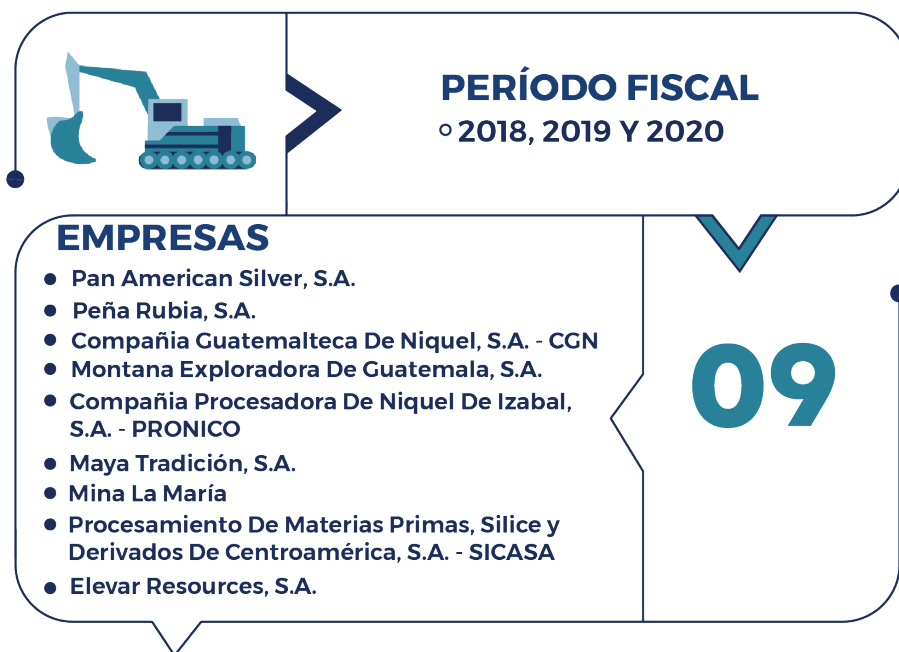 PERÍODO FISCAL
2018, 2019 Y 2020
EMPRESAS
Pan American Silver, S.A.
Peña Rubia, S.A.
Compañia Guatemalteca De Niquel, S.A. - CGN
Montana Exploradora De Guatemala, S.A.
Compañia Procesadora De Niquel De Izabal,
S.A. - PRONICO
Maya Tradición, S.A.
Mina La María
Procesamiento De Materias Primas, Silice y
Derivados De Centroamérica, S.A. - SICASA
Elevar Resources, S.A.
09